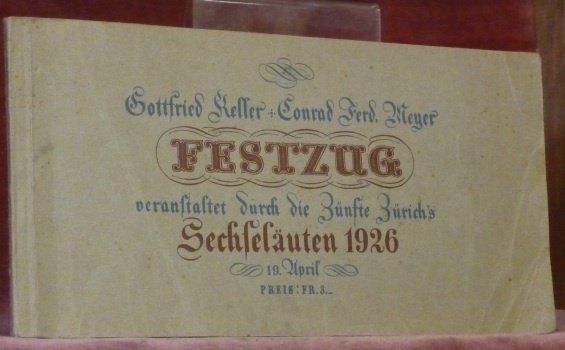 Gottfried Keller + Conrad Ferd. Meyer
FESTZUG
veranſtaltet durch die Zünfte Zürich's
Sechſeläuten 1926
19. April
PREIS: FR. 3._